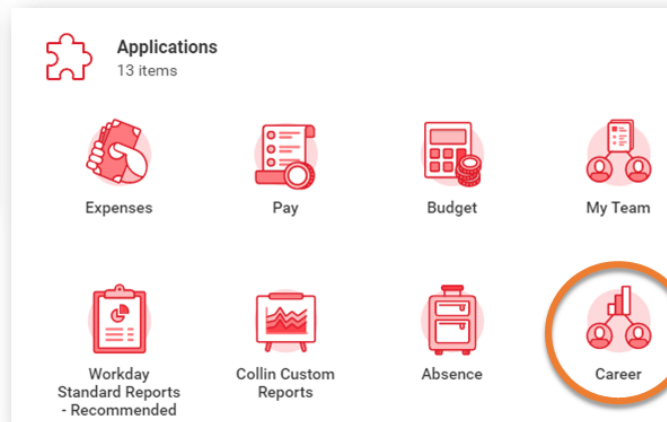 Applications
13 items
Expenses
Pay
Budget
My Team
Workday
Standard Reports
- Recommended
Collin Custom
Reports
Absence
Career